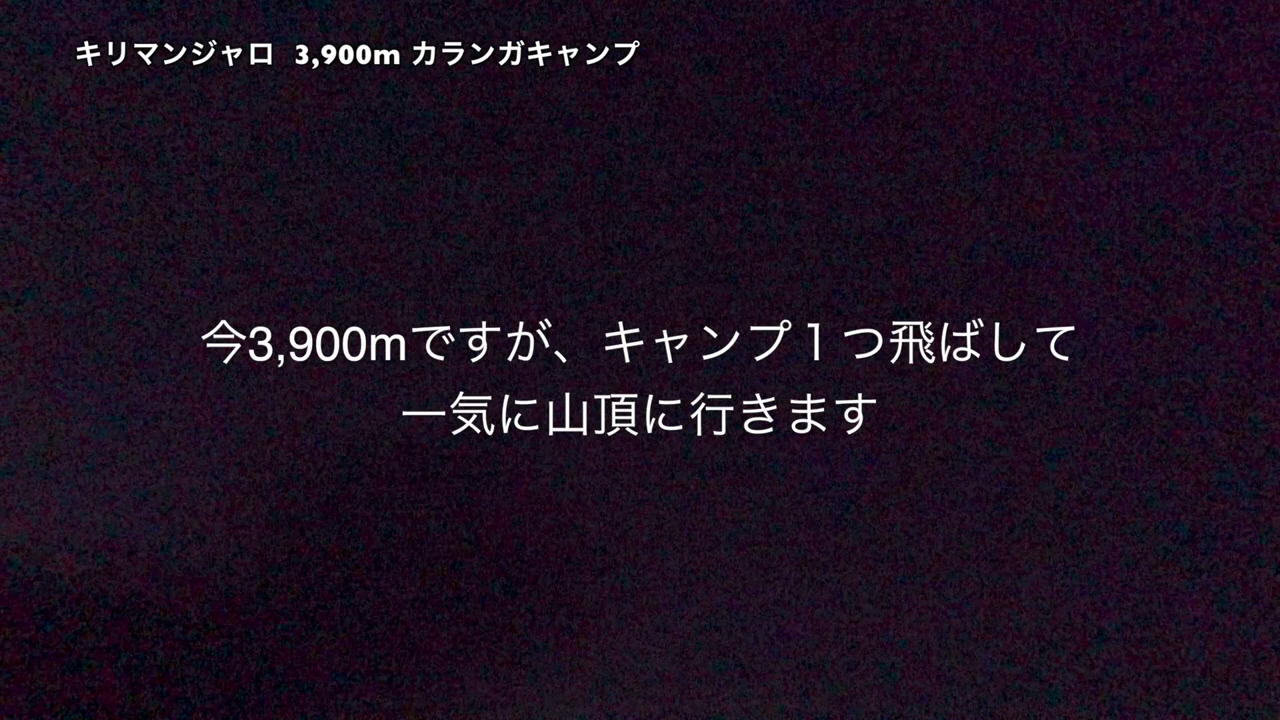 キリマンジャロ 3,900m カランガキャンプ
今3,900mですが、キャンプ１つ飛ばして
一気に山頂に行きます